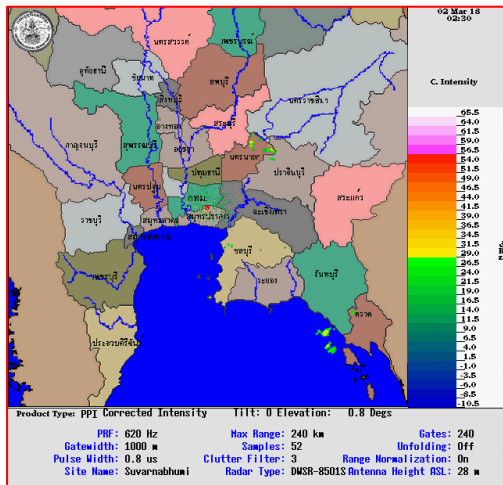 02 Mar 18
02:30
C. Intensity
นครสวรรค์
เพชรบูรณ์
อุทัยธานี
ชัยนาท
ลพบุรี
สิงห์บุรี
นครราชสีมา
อ่างทอง
สระบุรี
สุพรรณบุรี
อยุธยา
กาญจนบุรี
นครนายก
ปราจีนบุรี
ปทุมธานี
นครปฐม
กทม.
สระแก้ว
ราชบุรี
สมุทรสาคร
สมุทรปราการ
ฉะเชิงเทรา
ชลบุรี
เพชรบุรี
ระยอง
จันทบุรี
ตราด
ประจวบคีรีขันธ์
65.5
64.0
61.5
59.0
56.5
54.0
51.5
49.0
46.5
44.0
41.5
39.0
36.5
34.0
31.5
29.0
26.5
24.0
21.5
19.0
16.5
14.0
11.5
9.0
6.5
4.0
1.5
-1.0
-3.5
-6.0
-8.5
-10.5
Product Type: PPI Corrected Intensity Tilt: 0 Elevation: 0.8 Degs
PRF: 620 Hz Max Range: 240 km Gates: 240
Gatewidth: 1000 m Samples: 52 Unfolding: Off
Pulse Width: 0.8 us Clutter Filter: 3 Range Normalization: On
Site Name: Suvarnabhumi Radar Type: DWSR-8501S Antenna Height ASL: 28 m